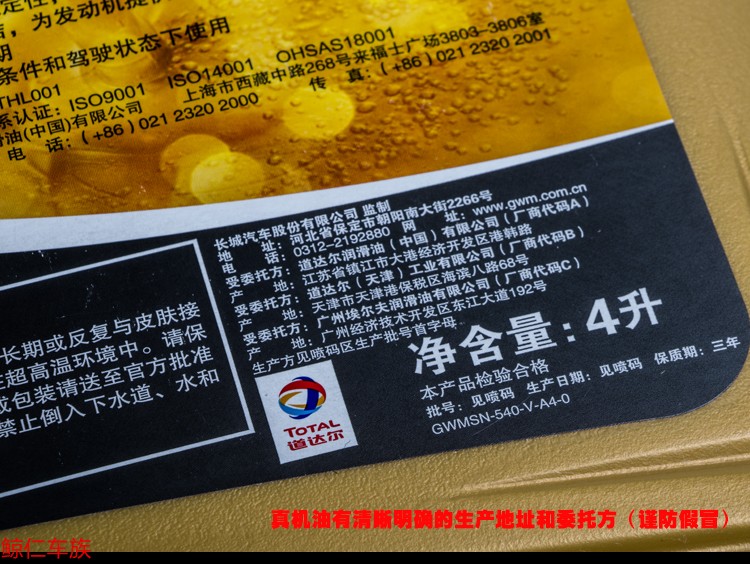 定性，
洁，为发动机提供
期
条件和驾驶状态下使用
THL001
系认证：ISO9001 ISO14001 OHSAS18001
滑油(中国)有限公司 上海市西藏中路268号来福士广场3803-3806室
电 话：(+86) 021 2320 2000 传 真：(+86) 021 2320 2001
长城汽车股份有限公司 监制
地 址：河北省保定市朝阳南大街2266号
电 话：0312-2192880 网 址：www.gwm.com.cn
受委托方：道达尔润滑油（中国）有限公司（厂商代码A）
产 地：江苏省镇江市大港经济开发区港韩路
受委托方：道达尔（天津）工业有限公司（厂商代码B）
产 地：天津市天津港保税区海滨八路68号
受委托方：广州埃尔夫润滑油有限公司（厂商代码C）
产 地：广州经济技术开发区东江大道192号
生产方见喷码区生产批号首字母
长期或反复与皮肤接
超高温环境中。请保
或包装请送至官方批准
禁止倒入下水道、水和
净含量：4升
本产品检验合格
批号：见喷码 生产日期：见喷码 保质期：三年
GWMSN-540-V-A4-0
TOTAL
道达尔
真机油有清晰明确的生产地址和委托方（谨防假冒）
鲸仁车族